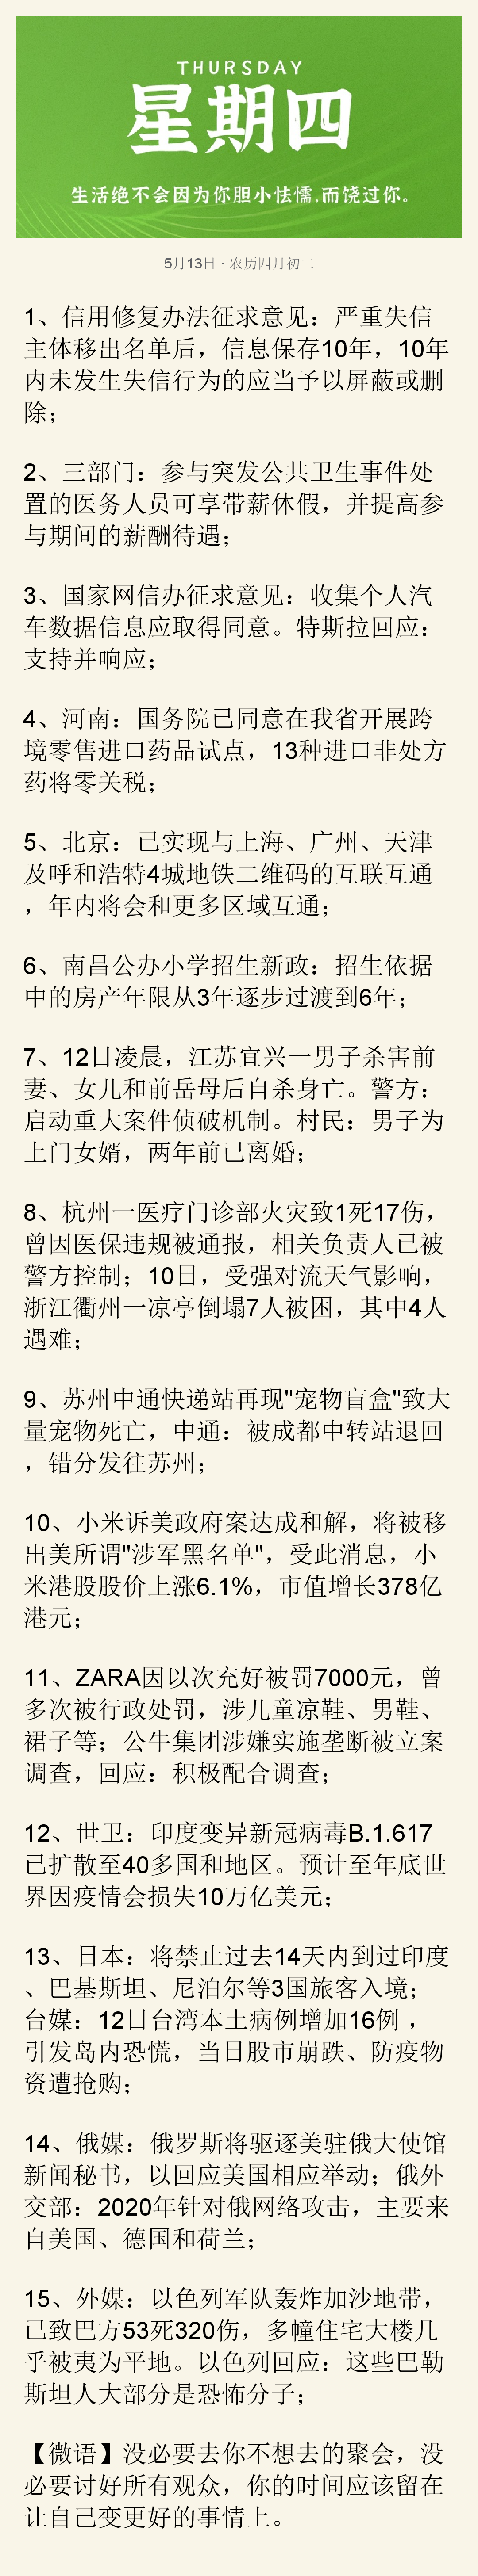 THURSDAY
星期四
生活绝不会因为你胆小怯懦,而饶过你。
5月13日 · 农历四月初二
1、信用修复办法征求意见：严重失信
主体移出名单后，信息保存10年，10年
内未发生失信行为的应当予以屏蔽或删
除；
2、三部门：参与突发公共卫生事件处
置的医务人员可享带薪休假，并提高参
与期间的薪酬待遇；
3、国家网信办征求意见：收集个人汽
车数据信息应取得同意。特斯拉回应：
支持并响应；
4、河南：国务院已同意在我省开展跨
境零售进口药品试点，13种进口非处方
药将零关税；
5、北京：已实现与上海、广州、天津
及呼和浩特4城地铁二维码的互联互通
，年内将会和更多区域互通；
6、南昌公办小学招生新政：招生依据
中的房产年限从3年逐步过渡到6年；
7、12日凌晨，江苏宜兴一男子杀害前
妻、女儿和前岳母后自杀身亡。警方：
启动重大案件侦破机制。村民：男子为
上门女婿，两年前已离婚；
8、杭州一医疗门诊部火灾致1死17伤，
曾因医保违规被通报，相关负责人已被
警方控制；10日，受强对流天气影响，
浙江衢州一凉亭倒塌7人被困，其中4人
遇难；
9、苏州中通快递站再现"宠物盲盒"致大
量宠物死亡，中通：被成都中转站退回
，错分发往苏州；
10、小米诉美政府案达成和解，将被移
出美所谓"涉军黑名单"，受此消息，小
米港股股价上涨6.1%，市值增长378亿
港元；
11、ZARA因以次充好被罚7000元，曾
多次被行政处罚，涉儿童凉鞋、男鞋、
裙子等；公牛集团涉嫌实施垄断被立案
调查，回应：积极配合调查；
12、世卫：印度变异新冠病毒B.1.617
已扩散至40多国和地区。预计至年底世
界因疫情会损失10万亿美元；
13、日本：将禁止过去14天内到过印度
、巴基斯坦、尼泊尔等3国旅客入境；
台媒：12日台湾本土病例增加16例，
引发岛内恐慌，当日股市崩跌、防疫物
资遭抢购；
14、俄媒：俄罗斯将驱逐美驻俄大使馆
新闻秘书，以回应美国相应举动；俄外
交部：2020年针对俄网络攻击，主要来
自美国、德国和荷兰；
15、外媒：以色列军队轰炸加沙地带，
已致巴方53死320伤，多幢住宅大楼几
乎被夷为平地。以色列回应：这些巴勒
斯坦人大部分是恐怖分子；
【微语】没必要去你不想去的聚会，没
必要讨好所有观众，你的时间应该留在
让自己变更好的事情上。